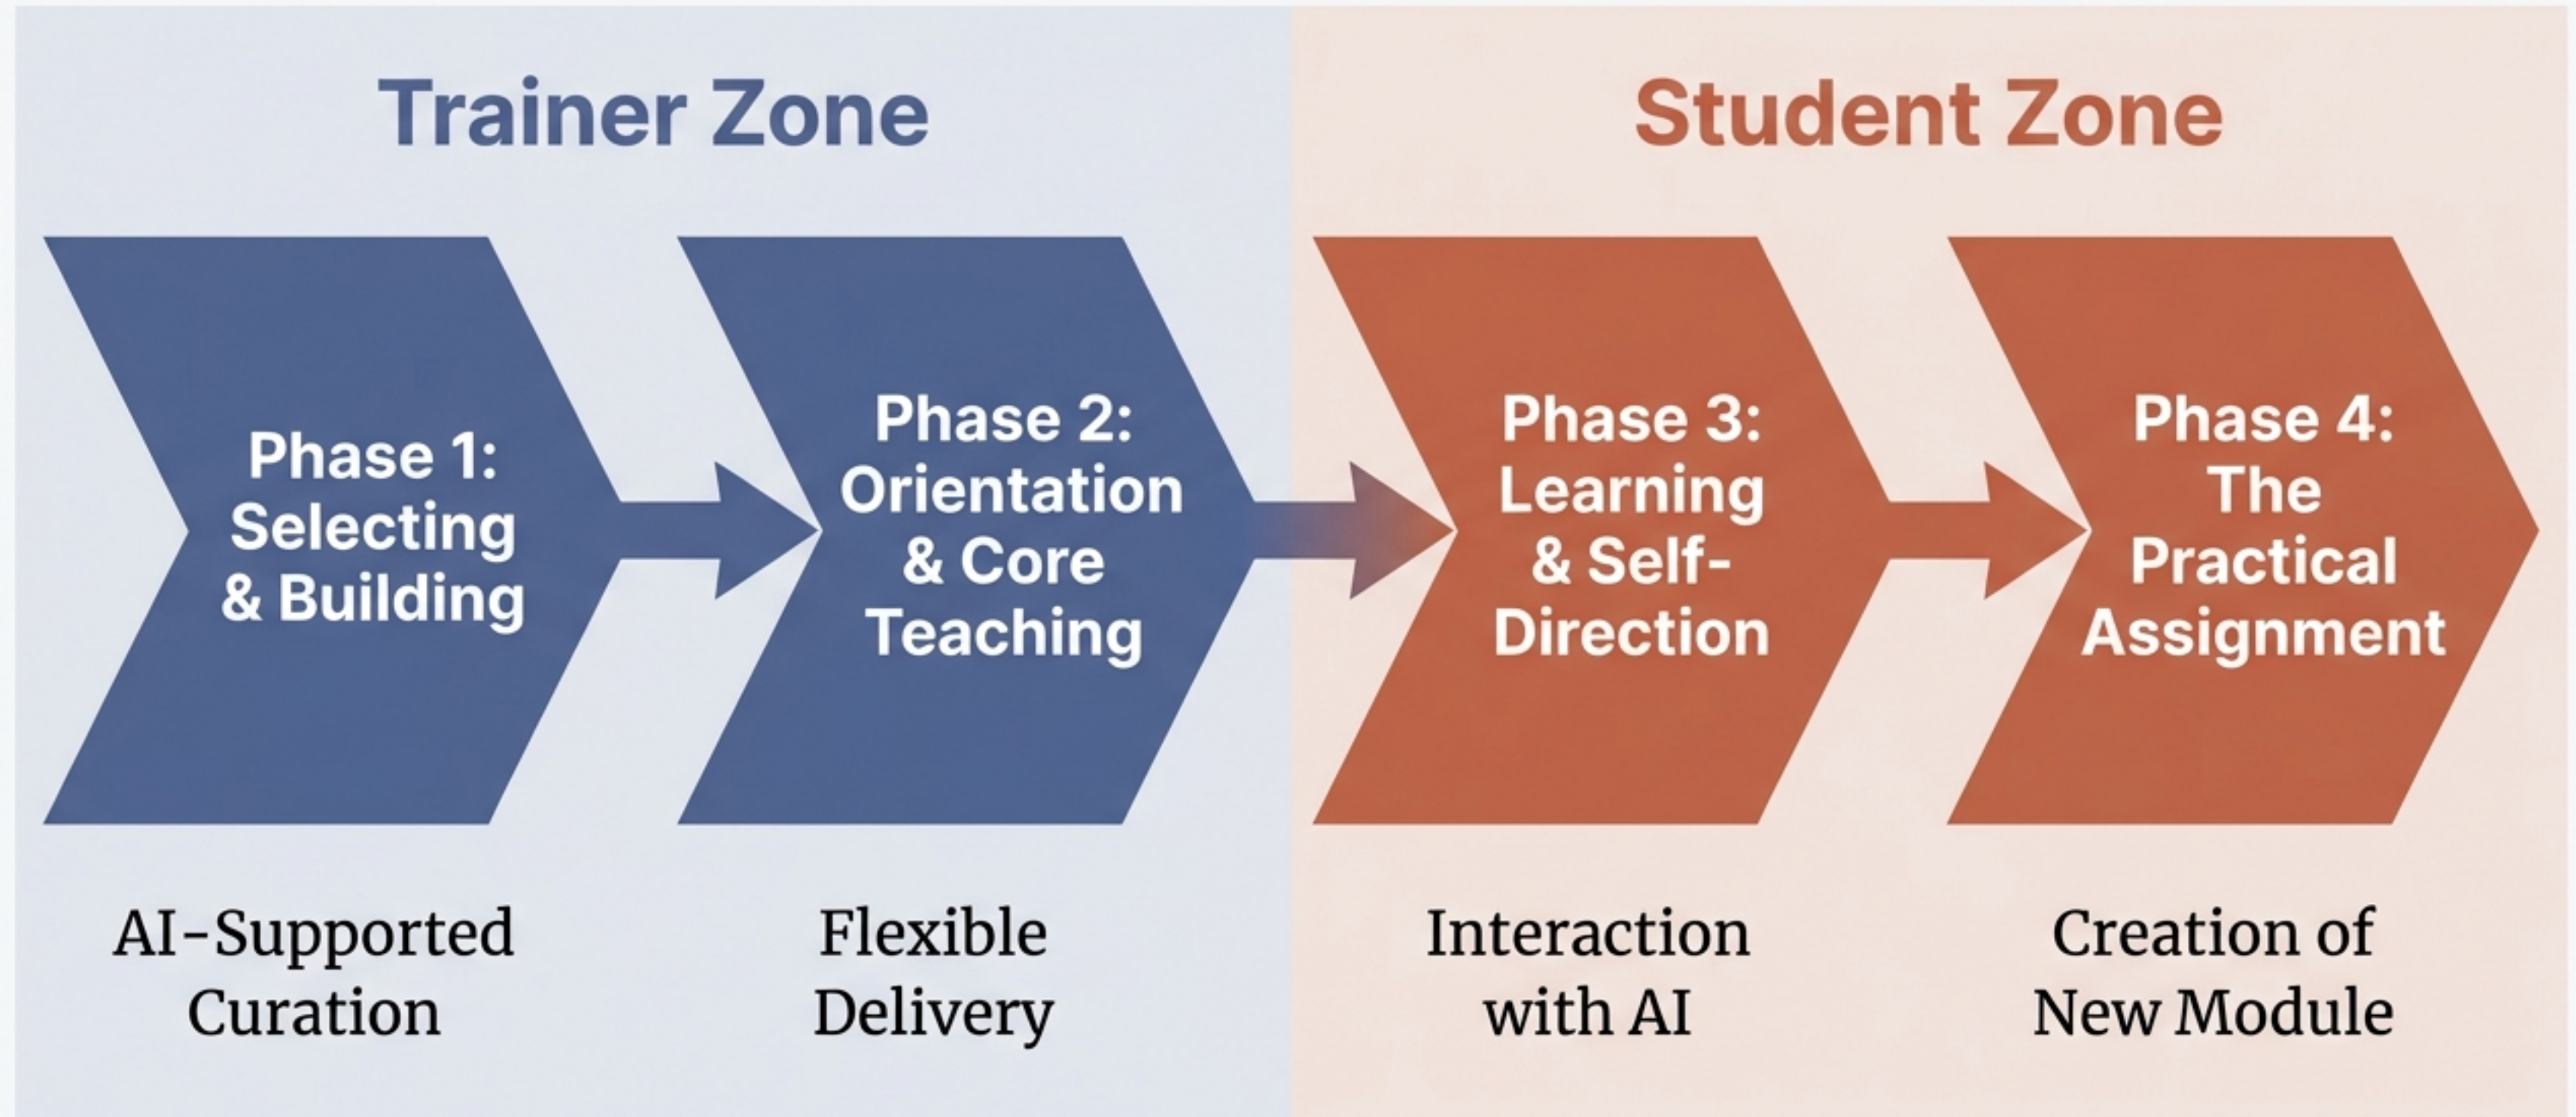 Trainer Zone
Student Zone
Phase 1:
Selecting
& Building
Phase 2:
Orientation
& Core
Teaching
Phase 3:
Learning
& Self-
Direction
Phase 4:
The
Practical
Assignment
AI-Supported
Curation
Flexible
Delivery
Interaction
with AI
Creation of
New Module